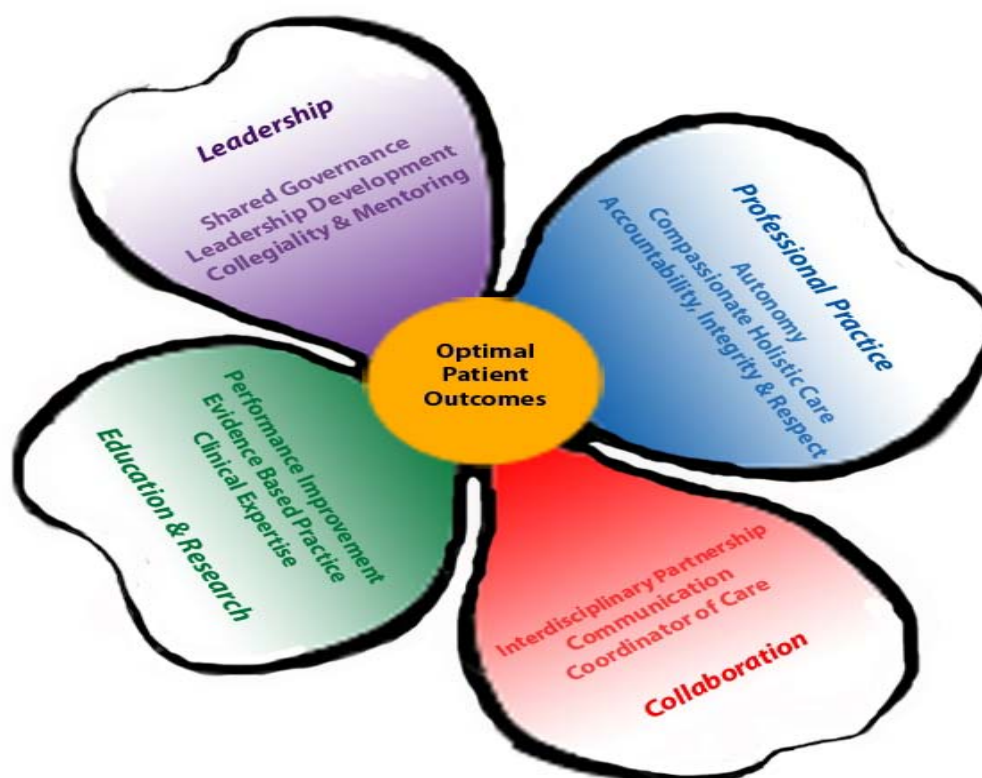 Leadership
Shared Governance
Leadership Development
Collegiality & Mentoring
Professional Practice
Autonomy
Compassionate Holistic Care
Accountability, Integrity & Respect
Optimal
Patient
Outcomes
Performance Improvement
Evidence Based Practice
Clinical Expertise
Education & Research
Interdisciplinary Partnership
Communication
Coordinator of Care
Collaboration